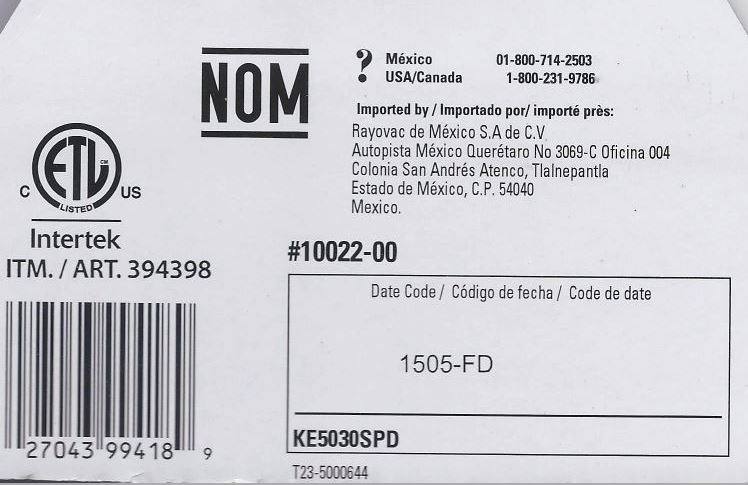 NOM
México 01-800-714-2503
USA/Canada 1-800-231-9786
Imported by / Importado por/ importé près:
Rayovac de México S.A de C.V.
Autopista México Querétaro No 3069-C Oficina 004
Colonia San Andrés Atenco, Tlalnepantla
Estado de México, C.P. 54040
Mexico.
ETL CM
LISTED
C US
Intertek
ITM. / ART. 394398
27043 99418 9
#10022-00
Date Code / Código de fecha / Code de date
1505-FD
KE5030SPD
T23-5000644